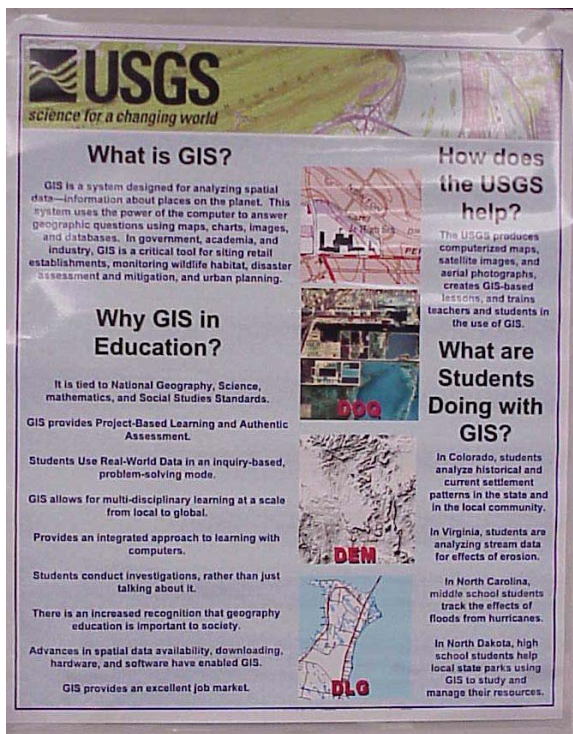 USGS
science for a changing world
What is GIS?
GIS is a system designed for analyzing spatial
data—information about places on the planet. This
system uses the power of the computer to answer
geographic questions using maps, charts, images,
and databases. In government, academia, and
industry, GIS is a critical tool for siting retail
establishments, monitoring wildlife habitat, disaster
assessment and mitigation, and urban planning.
Why GIS in
Education?
It is tied to National Geography, Science,
mathematics, and Social Studies Standards.
GIS provides Project-Based Learning and Authentic
Assessment.
Students Use Real-World Data in an inquiry-based,
problem-solving mode.
GIS allows for multi-disciplinary learning at a scale
from local to global.
Provides an integrated approach to learning with
computers.
Students conduct investigations, rather than just
talking about it.
There is an increased recognition that geography
education is important to society.
Advances in spatial data availability, downloading,
hardware, and software have enabled GIS.
GIS provides an excellent job market.
DOQ
DEM
DLG
How does
the USGS
help?
The USGS produces
computerized maps,
satellite images, and
aerial photographs,
creates GIS-based
lessons, and trains
teachers and students in
the use of GIS.
What are
Students
Doing with
GIS?
In Colorado, students
analyze historical and
current settlement
patterns in the state and
in the local community.
In Virginia, students are
analyzing stream data
for effects of erosion.
In North Carolina,
middle school students
track the effects of
floods from hurricanes.
In North Dakota, high
school students help
local state parks using
GIS to study and
manage their resources.